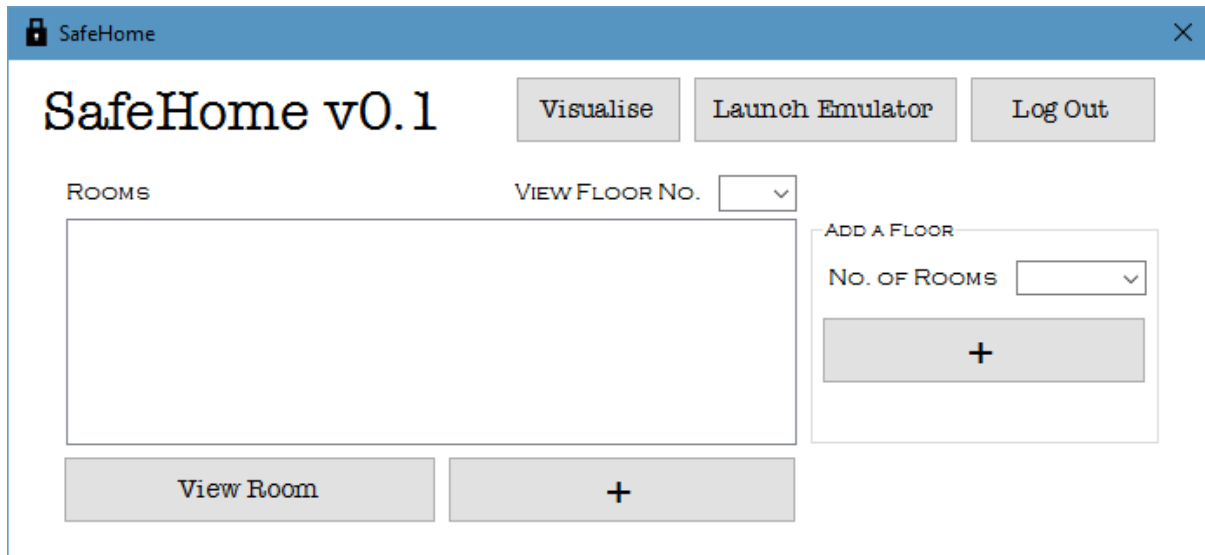 SafeHome
SafeHome v0.1
Visualise
Launch Emulator
Log Out
Rooms
View Floor No.
Add a Floor
No. of Rooms
+
View Room
+